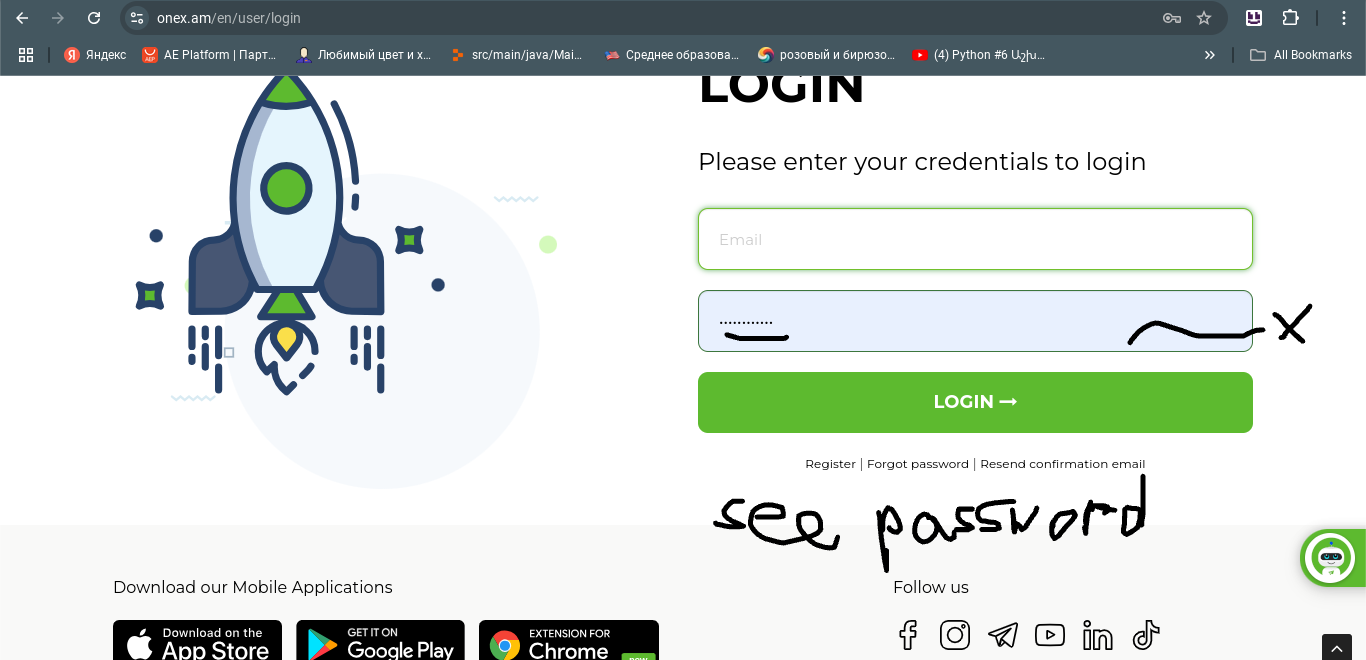 onex.am/en/user/login
Яндекс
AE Platform | Парт...
Любимый цвет и х...
src/main/java/Mai...
Среднее образова...
розовый и бирюзо...
(4) Python #6 Աշխ...
All Bookmarks
LOGIN
Please enter your credentials to login
Email
............
X
LOGIN →
Register | Forgot password | Resend confirmation email
see password
Download our Mobile Applications
Follow us
Download on the
App Store
GET IT ON
Google Play
EXTENSION FOR
Chrome
new